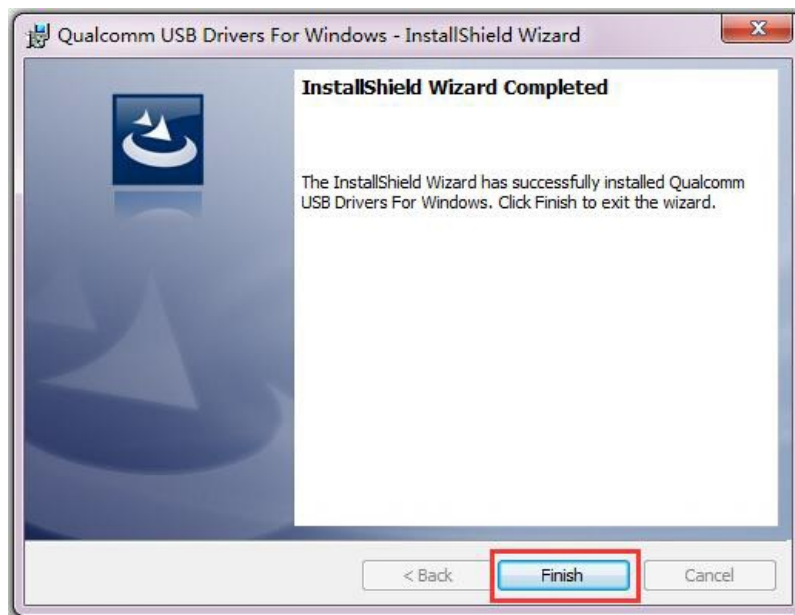 Qualcomm USB Drivers For Windows - InstallShield Wizard
InstallShield Wizard Completed
The InstallShield Wizard has successfully installed Qualcomm
USB Drivers For Windows. Click Finish to exit the wizard.
< Back Finish Cancel